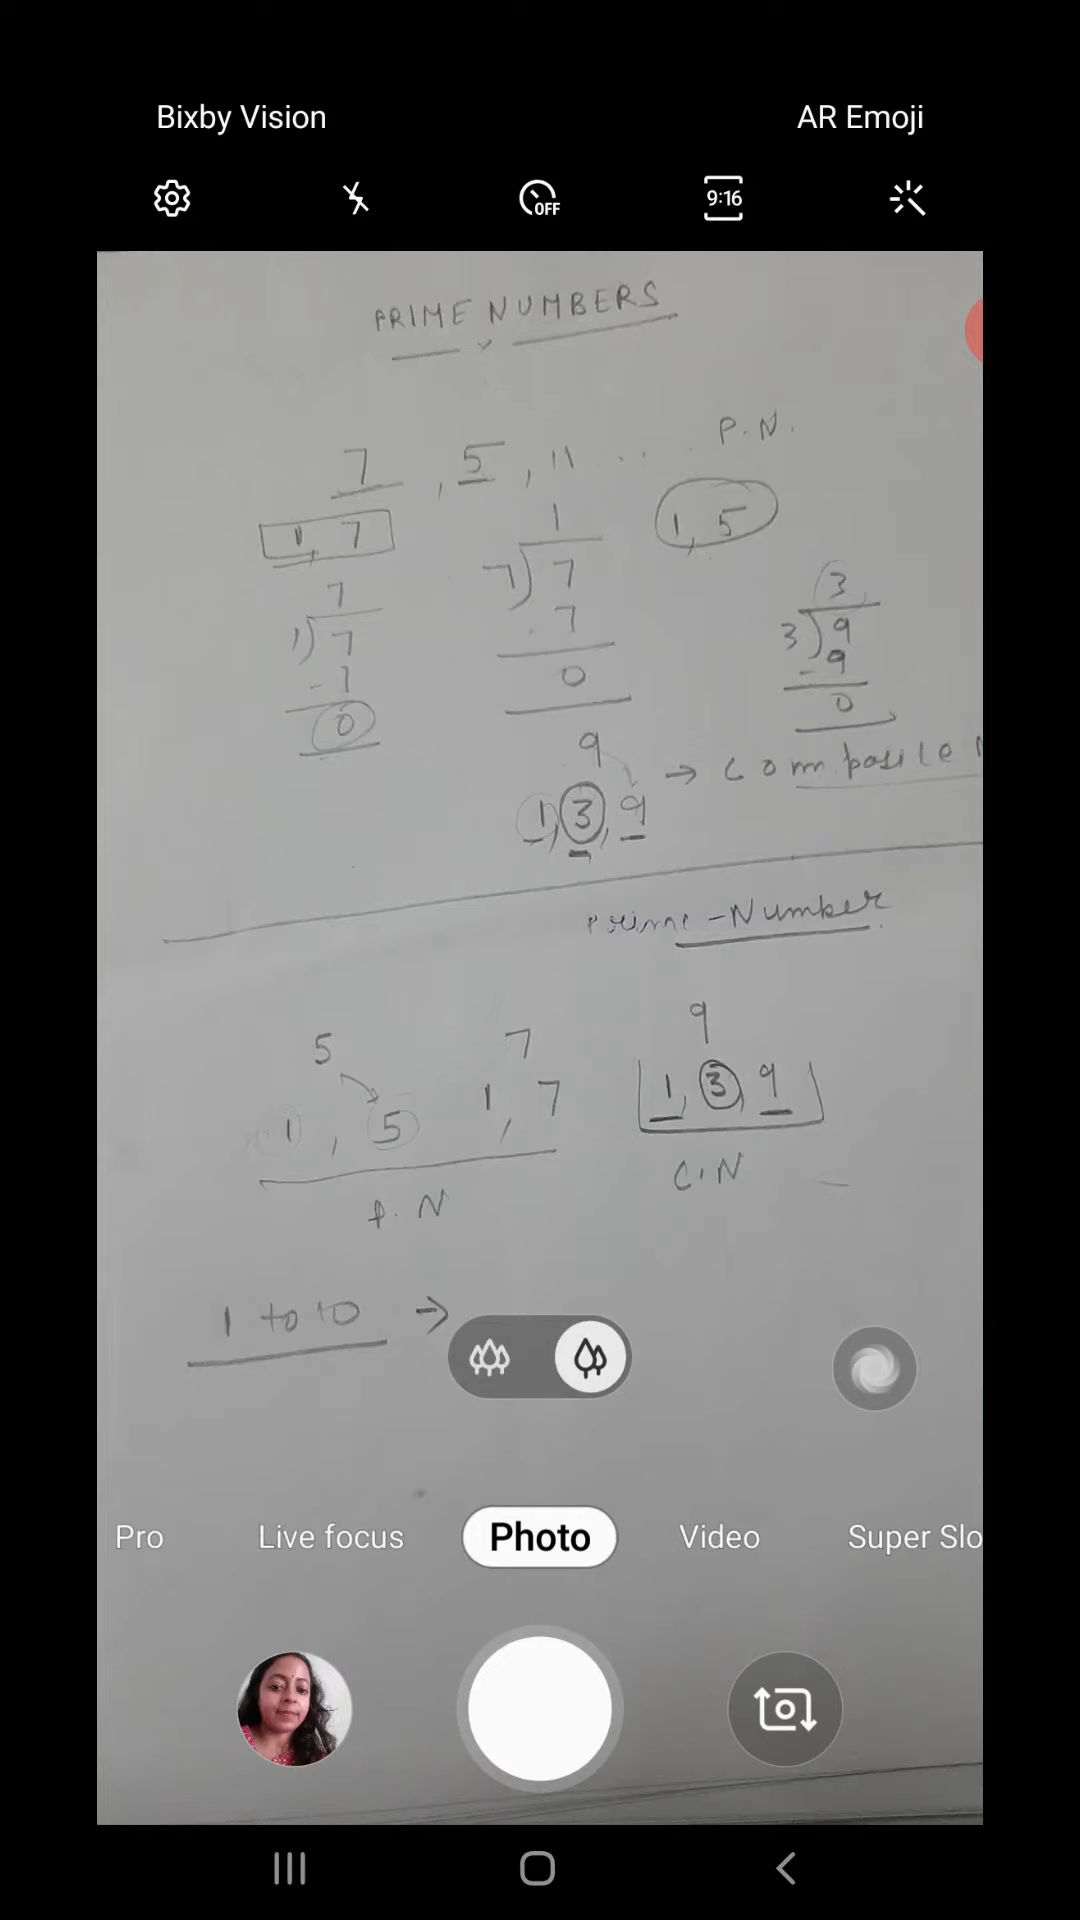 Bixby Vision AR Emoji
OFF 9:16
PRIME NUMBERS
7, 5, 11 .... P.N.
1, 7
1, 5
7
1) 7
- 7
0
1
7) 7
- 7
0
3
3) 9
- 9
0
9
1, 3, 9 → Composite N
Prime-Number
5 7 9
1, 5 1, 7 1, 3, 9
P.N C.N
1 to 10 →
Pro Live focus Photo Video Super Slo